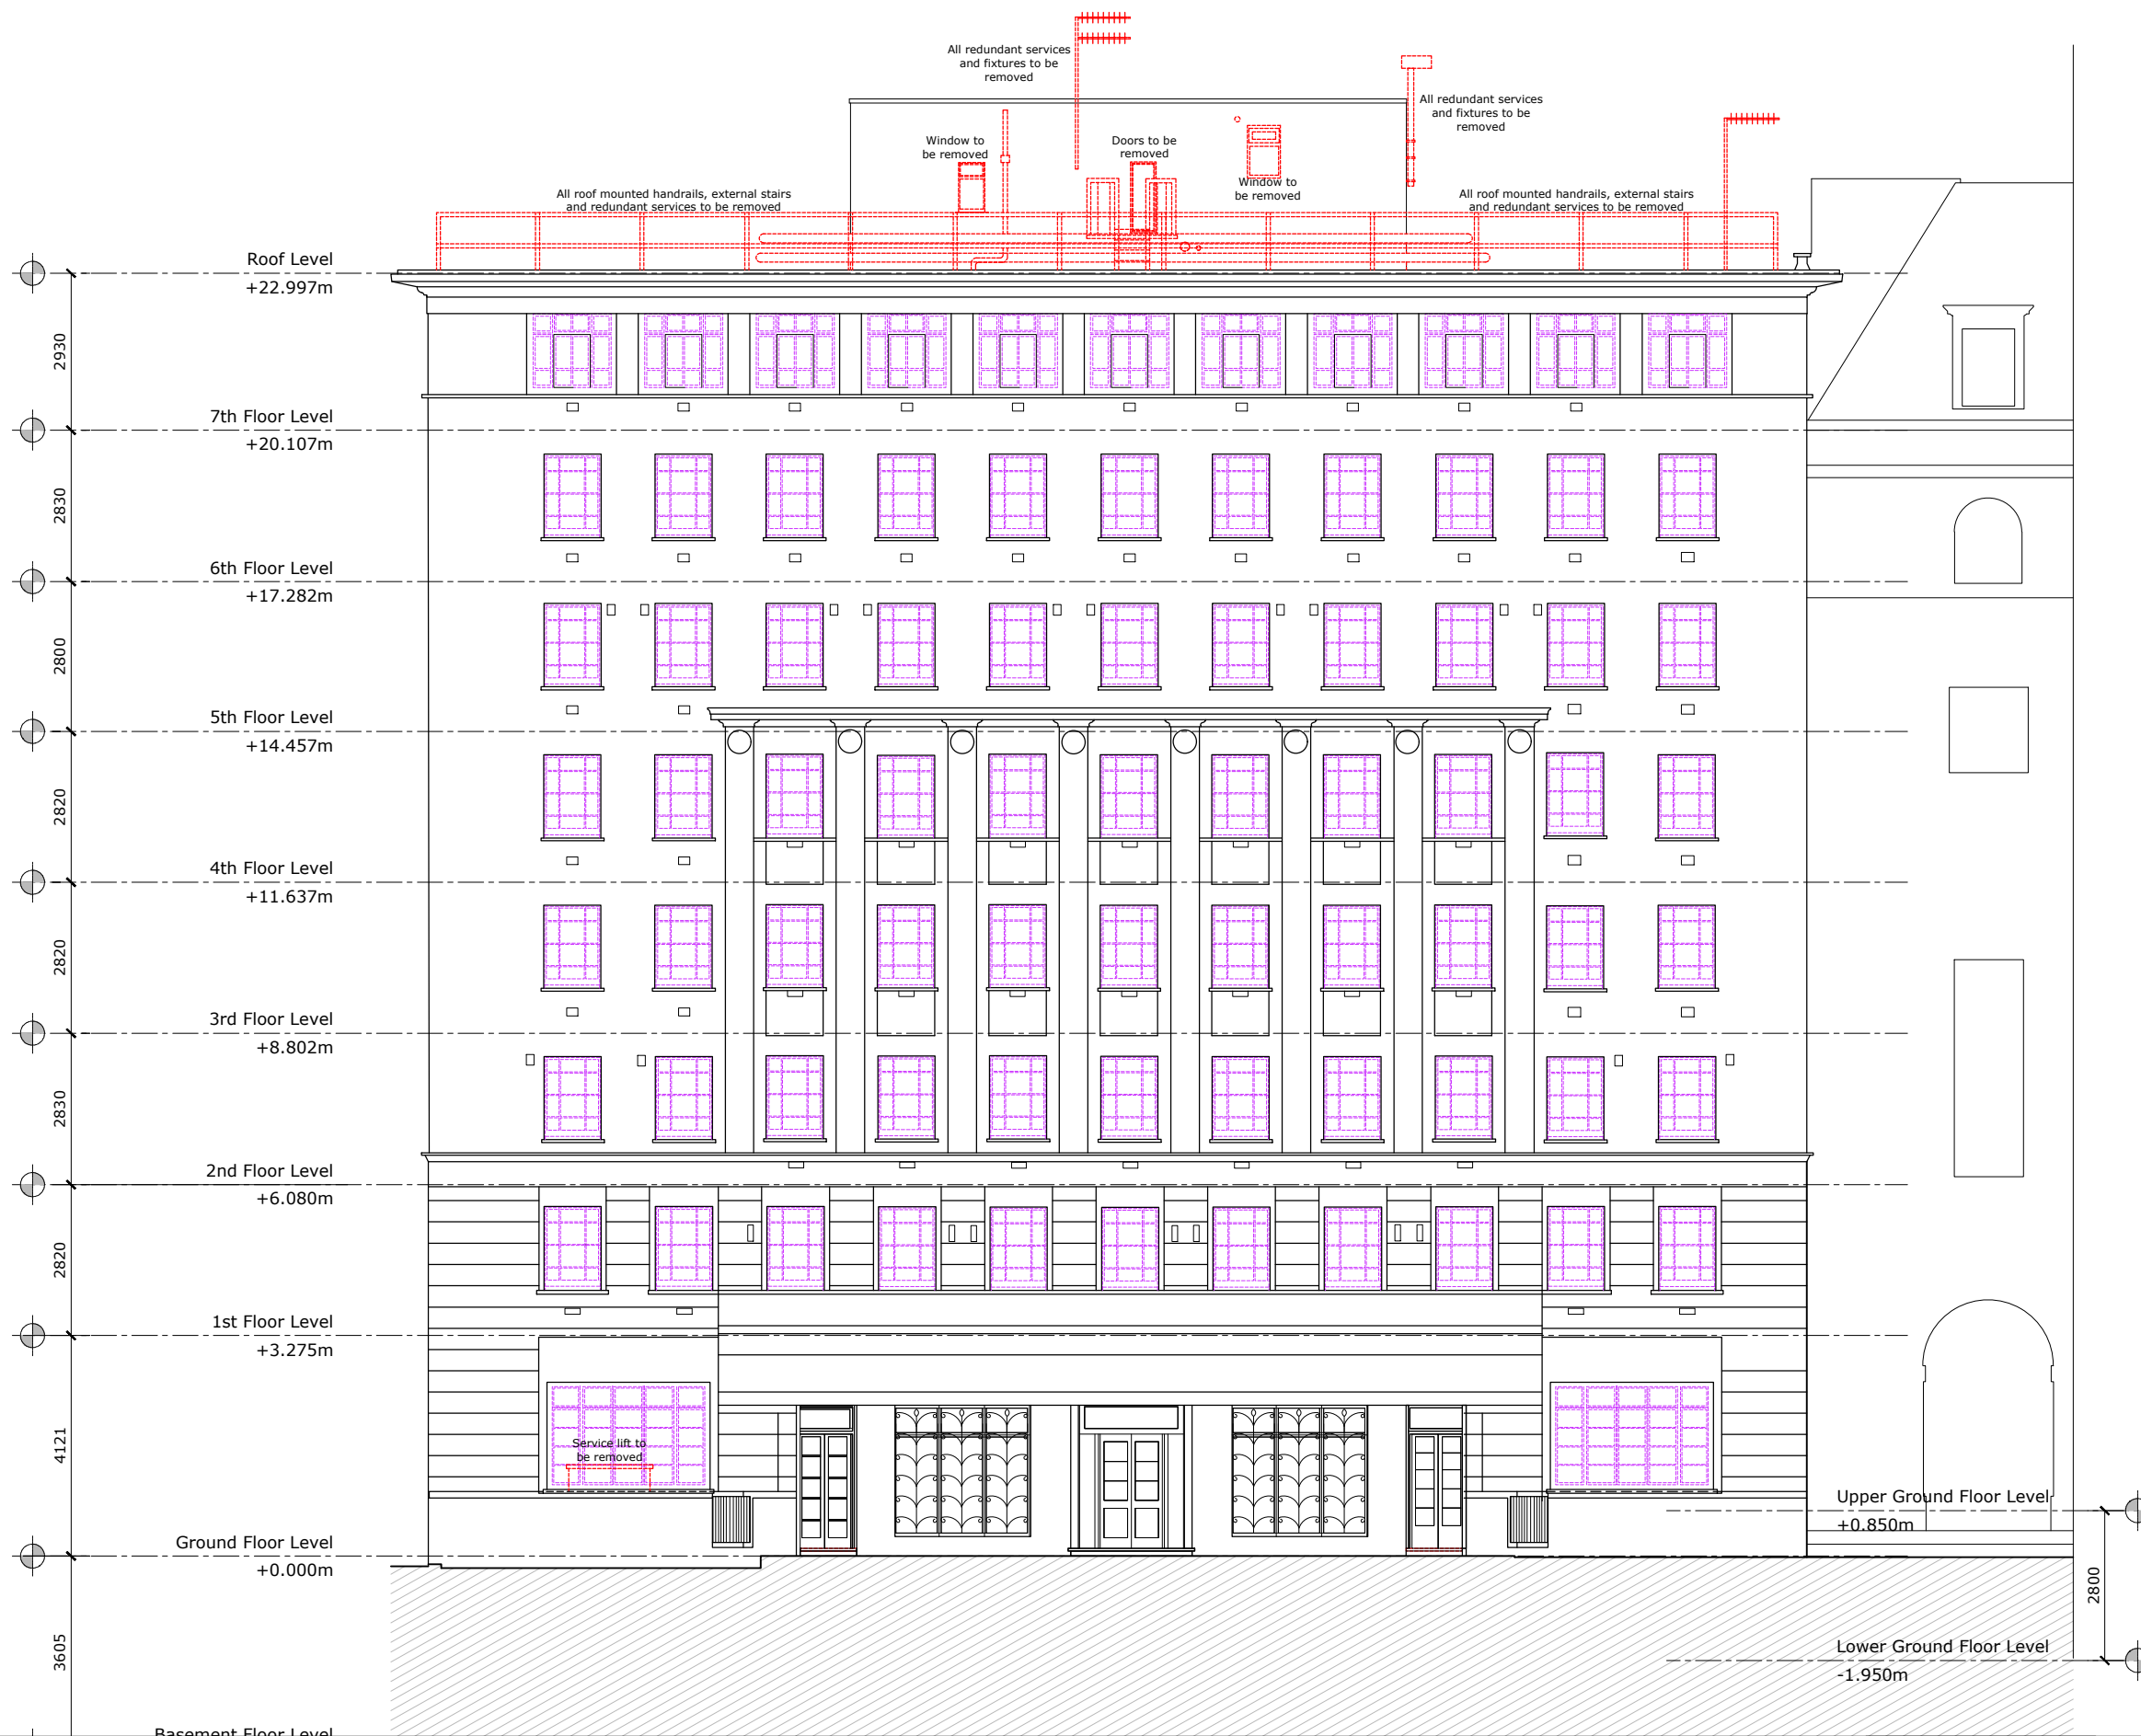 All redundant services
and fixtures to be
removed
All redundant services
and fixtures to be
removed
Window to
be removed
Doors to be
removed
Window to
be removed
All roof mounted handrails, external stairs
and redundant services to be removed
All roof mounted handrails, external stairs
and redundant services to be removed
Roof Level
+22.997m
2930
7th Floor Level
+20.107m
2830
6th Floor Level
+17.282m
2800
5th Floor Level
+14.457m
2820
4th Floor Level
+11.637m
2820
3rd Floor Level
+8.802m
2830
2nd Floor Level
+6.080m
2820
1st Floor Level
+3.275m
4121
Service lift to
be removed
Ground Floor Level
+0.000m
3605
Upper Ground Floor Level
+0.850m
2800
Lower Ground Floor Level
-1.950m
Basement Floor Level